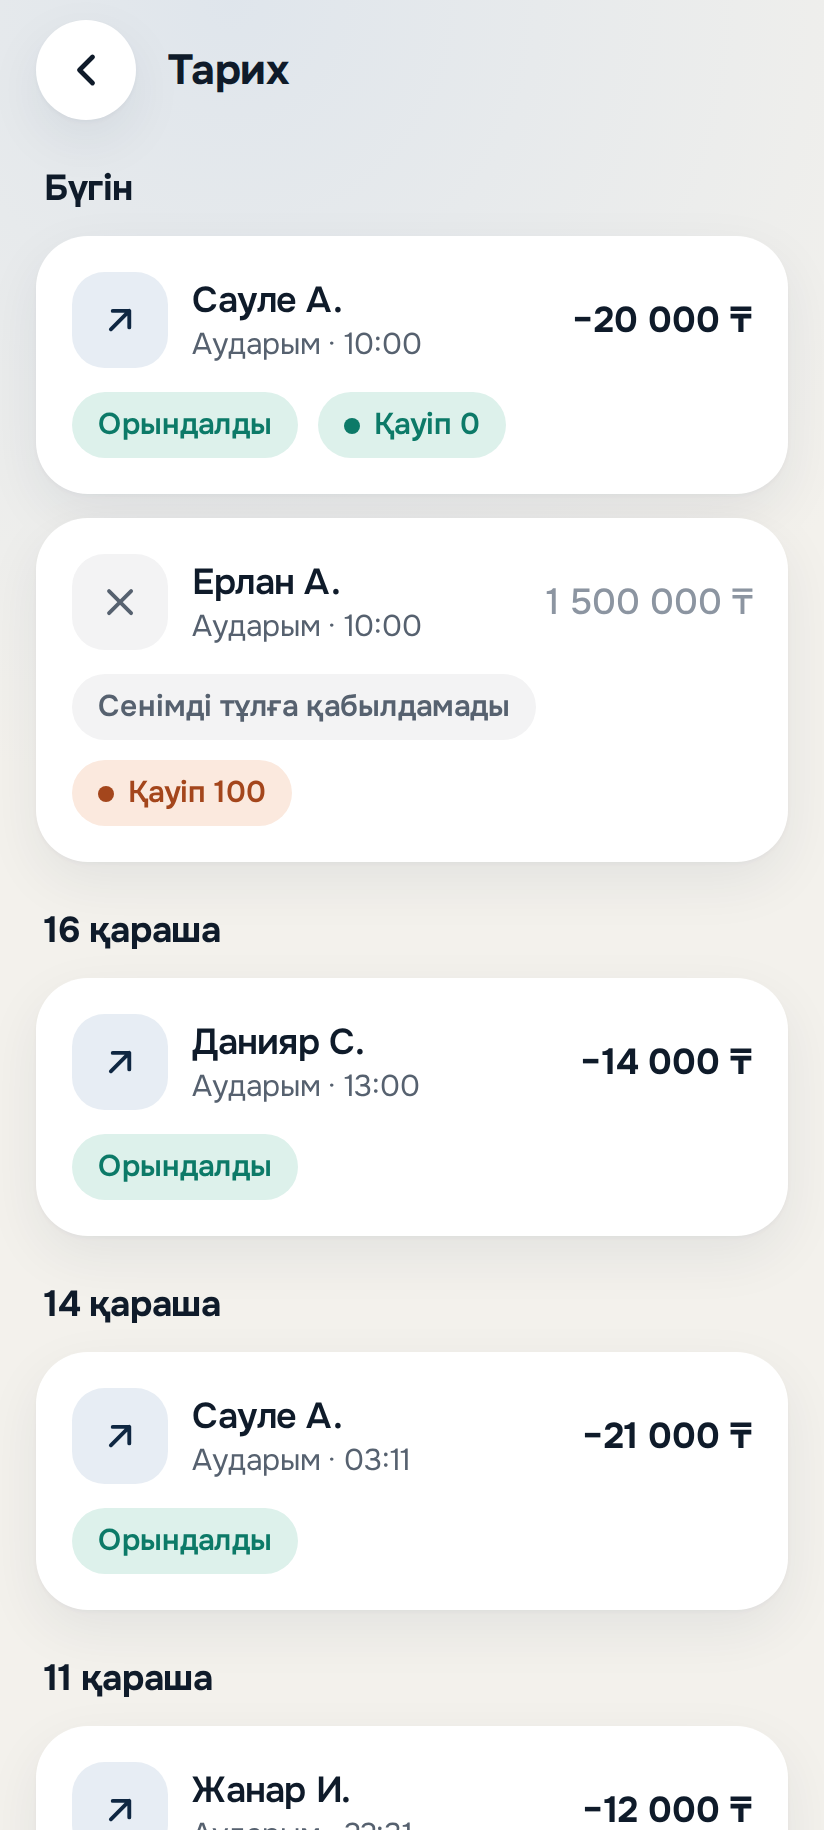 Тарих
Бүгін
Сауле А.
−20 000 ₸
Аударым · 10:00
Орындалды
Қауіп 0
Ерлан А.
1 500 000 ₸
Аударым · 10:00
Сенімді тұлға қабылдамады
Қауіп 100
16 қараша
Данияр С.
−14 000 ₸
Аударым · 13:00
Орындалды
14 қараша
Сауле А.
−21 000 ₸
Аударым · 03:11
Орындалды
11 қараша
Жанар И.
−12 000 ₸